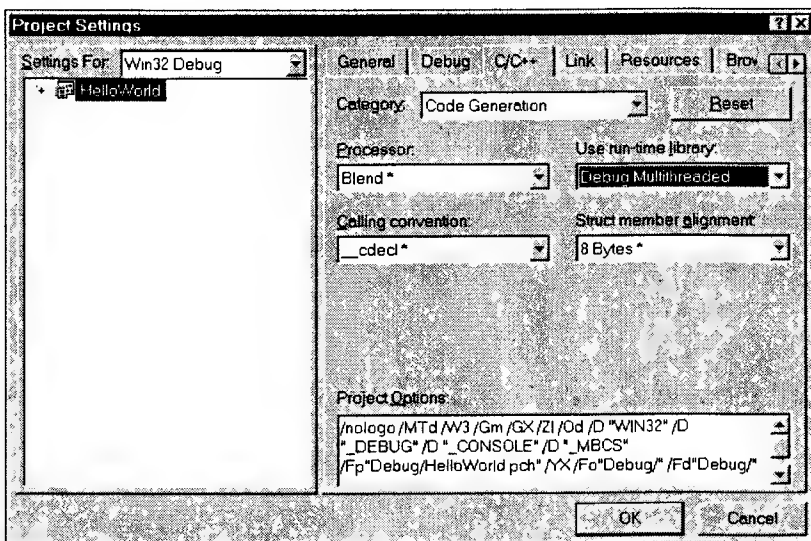 Project Settings
Settings For: Win32 Debug
HelloWorld
General Debug C/C++ Link Resources Brow
Category: Code Generation
Reset
Processor: Use run-time library:
Blend * Debug Multithreaded
Calling convention: Struct member alignment:
__cdecl * 8 Bytes *
Project Options:
/nologo /MTd /W3 /Gm /GX /ZI /Od /D "WIN32" /D
"_DEBUG" /D "_CONSOLE" /D "_MBCS"
/Fp"Debug/HelloWorld.pch" /YX /Fo"Debug/" /Fd"Debug/"
OK Cancel